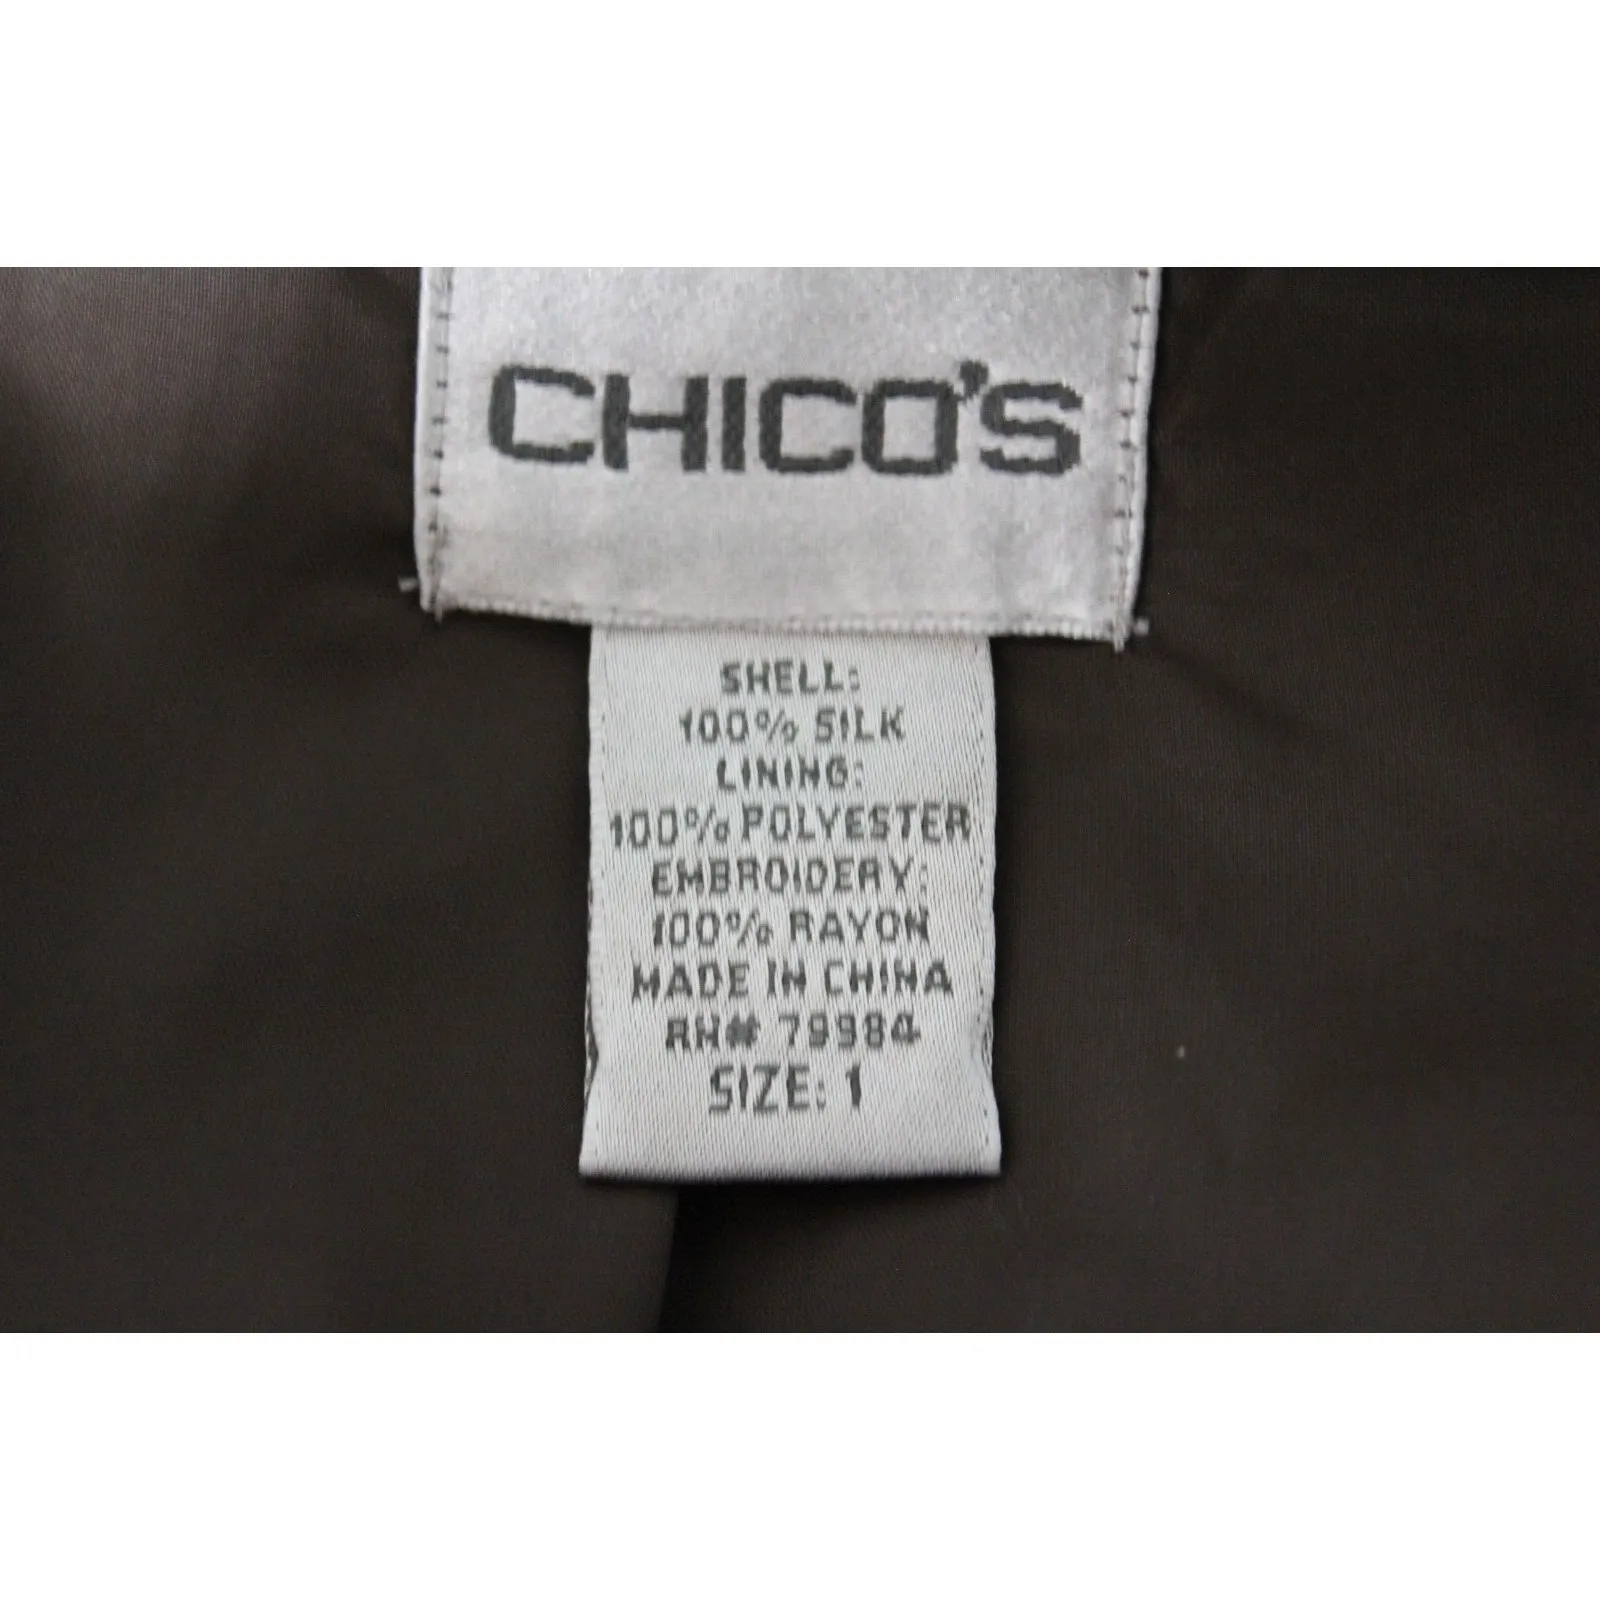 CHICO'S
SHELL:
100% SILK
LINING:
100% POLYESTER
EMBROIDERY:
100% RAYON
MADE IN CHINA
RN# 79984
SIZE: 1